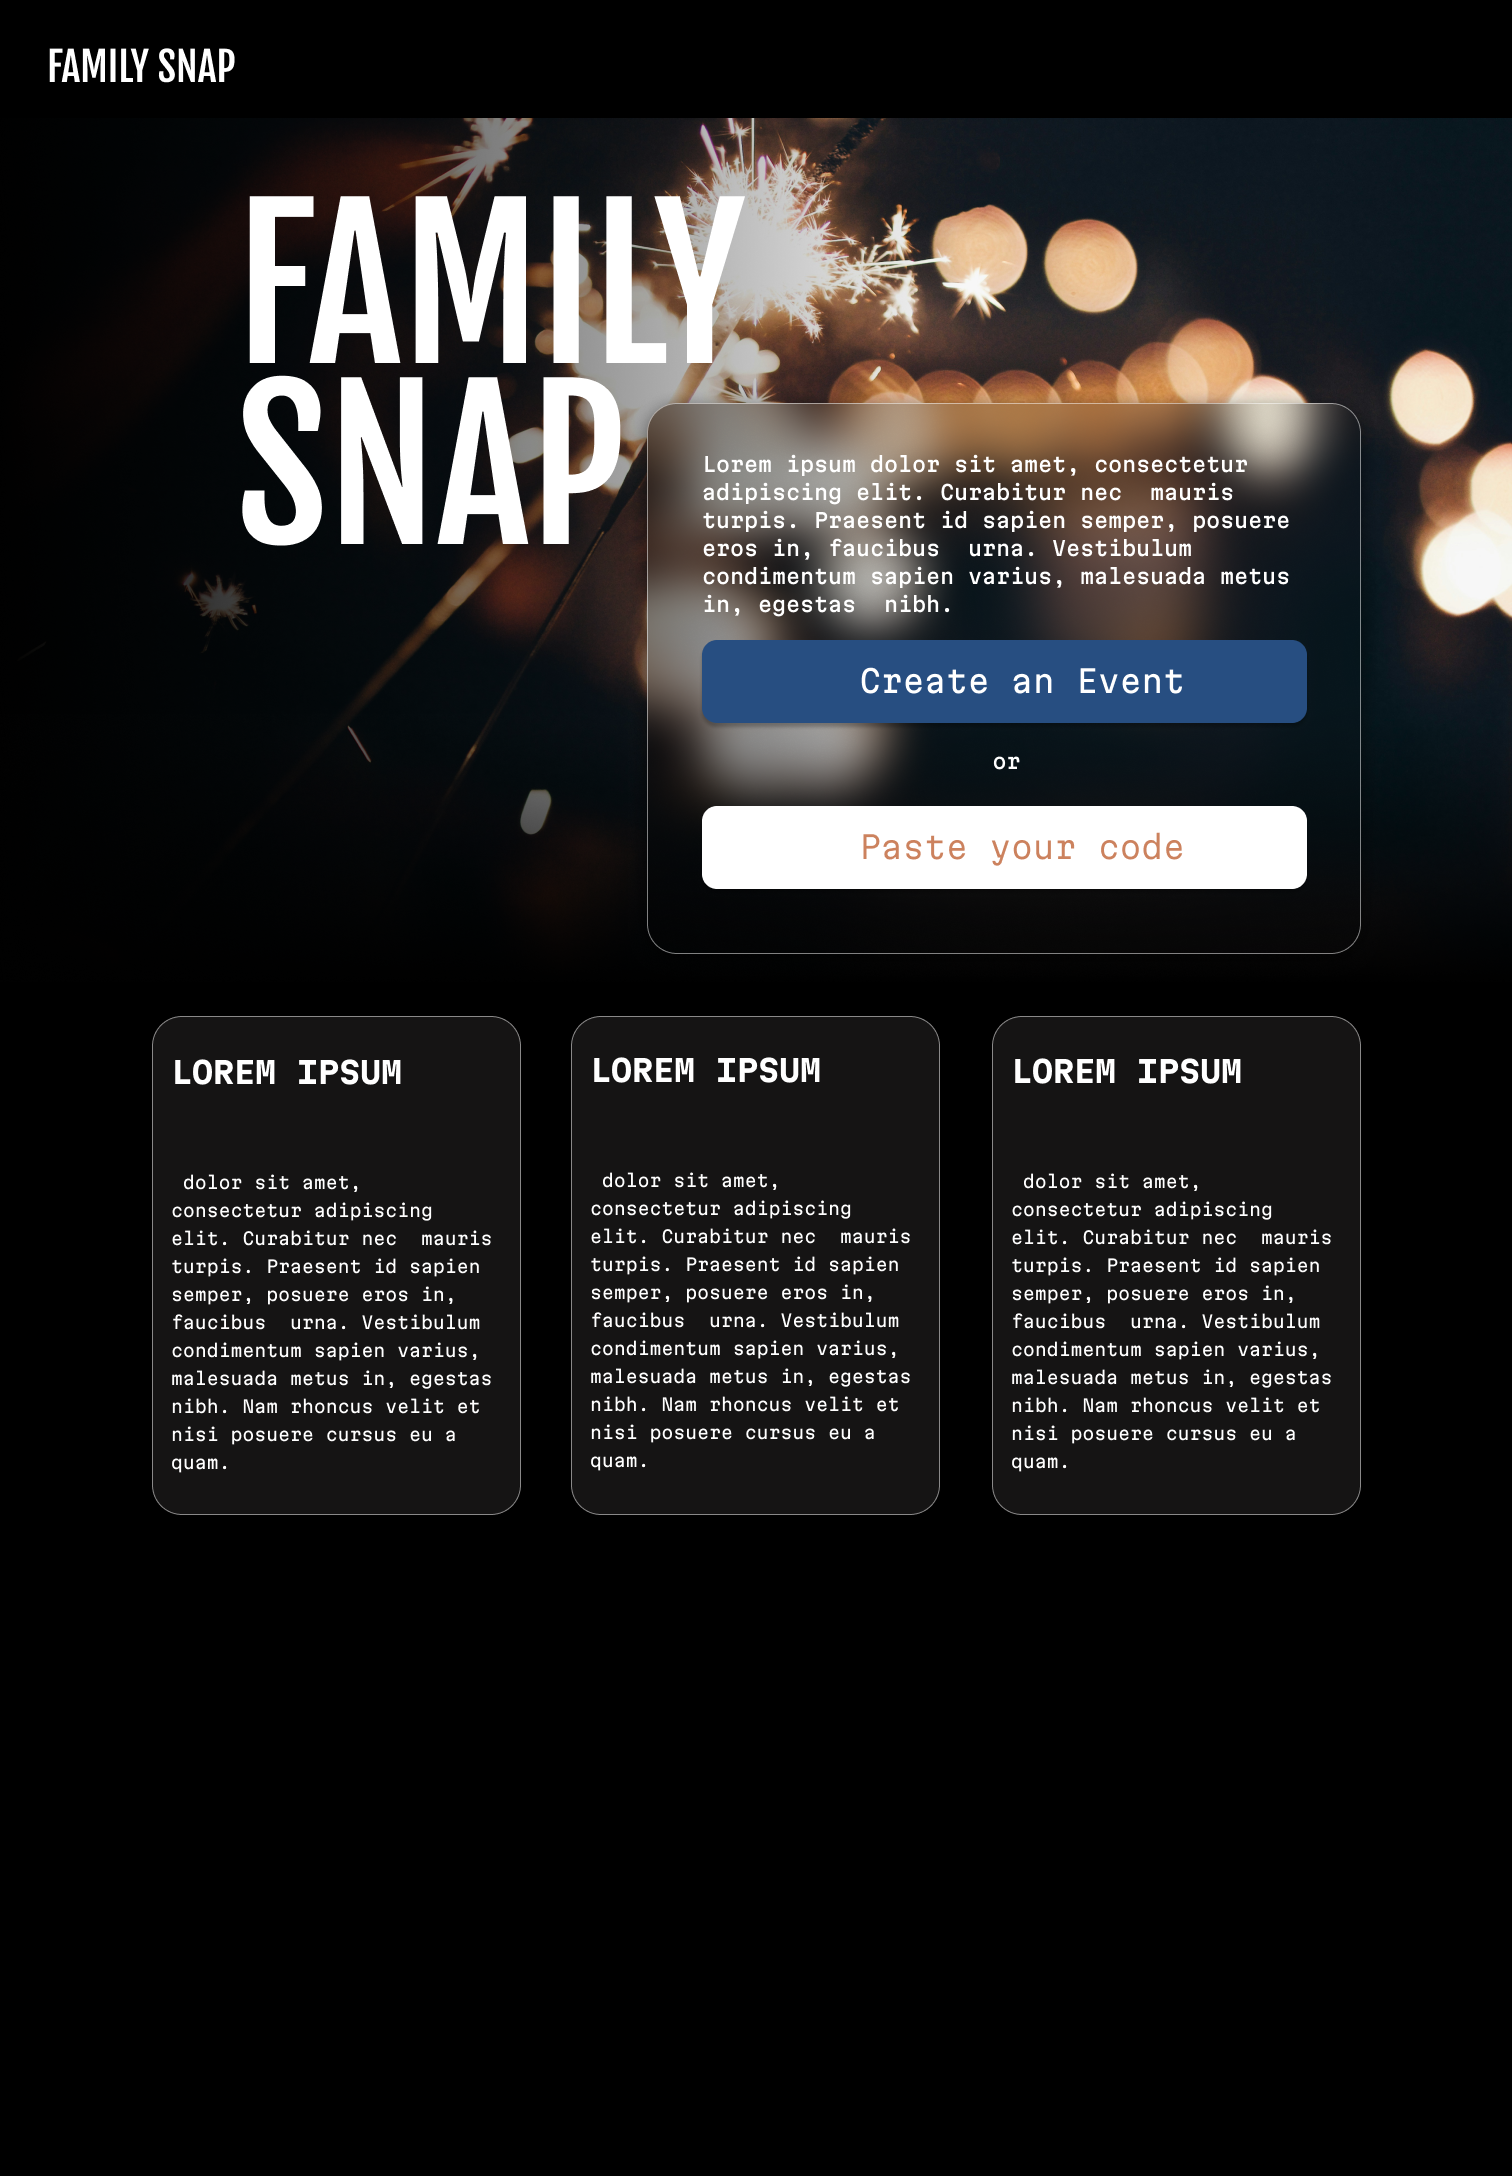 FAMILY SNAP
FAMILY
SNAP
Lorem ipsum dolor sit amet, consectetur
adipiscing elit. Curabitur nec  mauris
turpis. Praesent id sapien semper, posuere
eros in, faucibus  urna. Vestibulum
condimentum sapien varius, malesuada metus
in, egestas  nibh.
Create an Event
or
Paste your code
LOREM IPSUM
dolor sit amet,
consectetur adipiscing
elit. Curabitur nec  mauris
turpis. Praesent id sapien
semper, posuere eros in,
faucibus  urna. Vestibulum
condimentum sapien varius,
malesuada metus in, egestas
nibh. Nam rhoncus velit et
nisi posuere cursus eu a
quam.
LOREM IPSUM
dolor sit amet,
consectetur adipiscing
elit. Curabitur nec  mauris
turpis. Praesent id sapien
semper, posuere eros in,
faucibus  urna. Vestibulum
condimentum sapien varius,
malesuada metus in, egestas
nibh. Nam rhoncus velit et
nisi posuere cursus eu a
quam.
LOREM IPSUM
dolor sit amet,
consectetur adipiscing
elit. Curabitur nec  mauris
turpis. Praesent id sapien
semper, posuere eros in,
faucibus  urna. Vestibulum
condimentum sapien varius,
malesuada metus in, egestas
nibh. Nam rhoncus velit et
nisi posuere cursus eu a
quam.